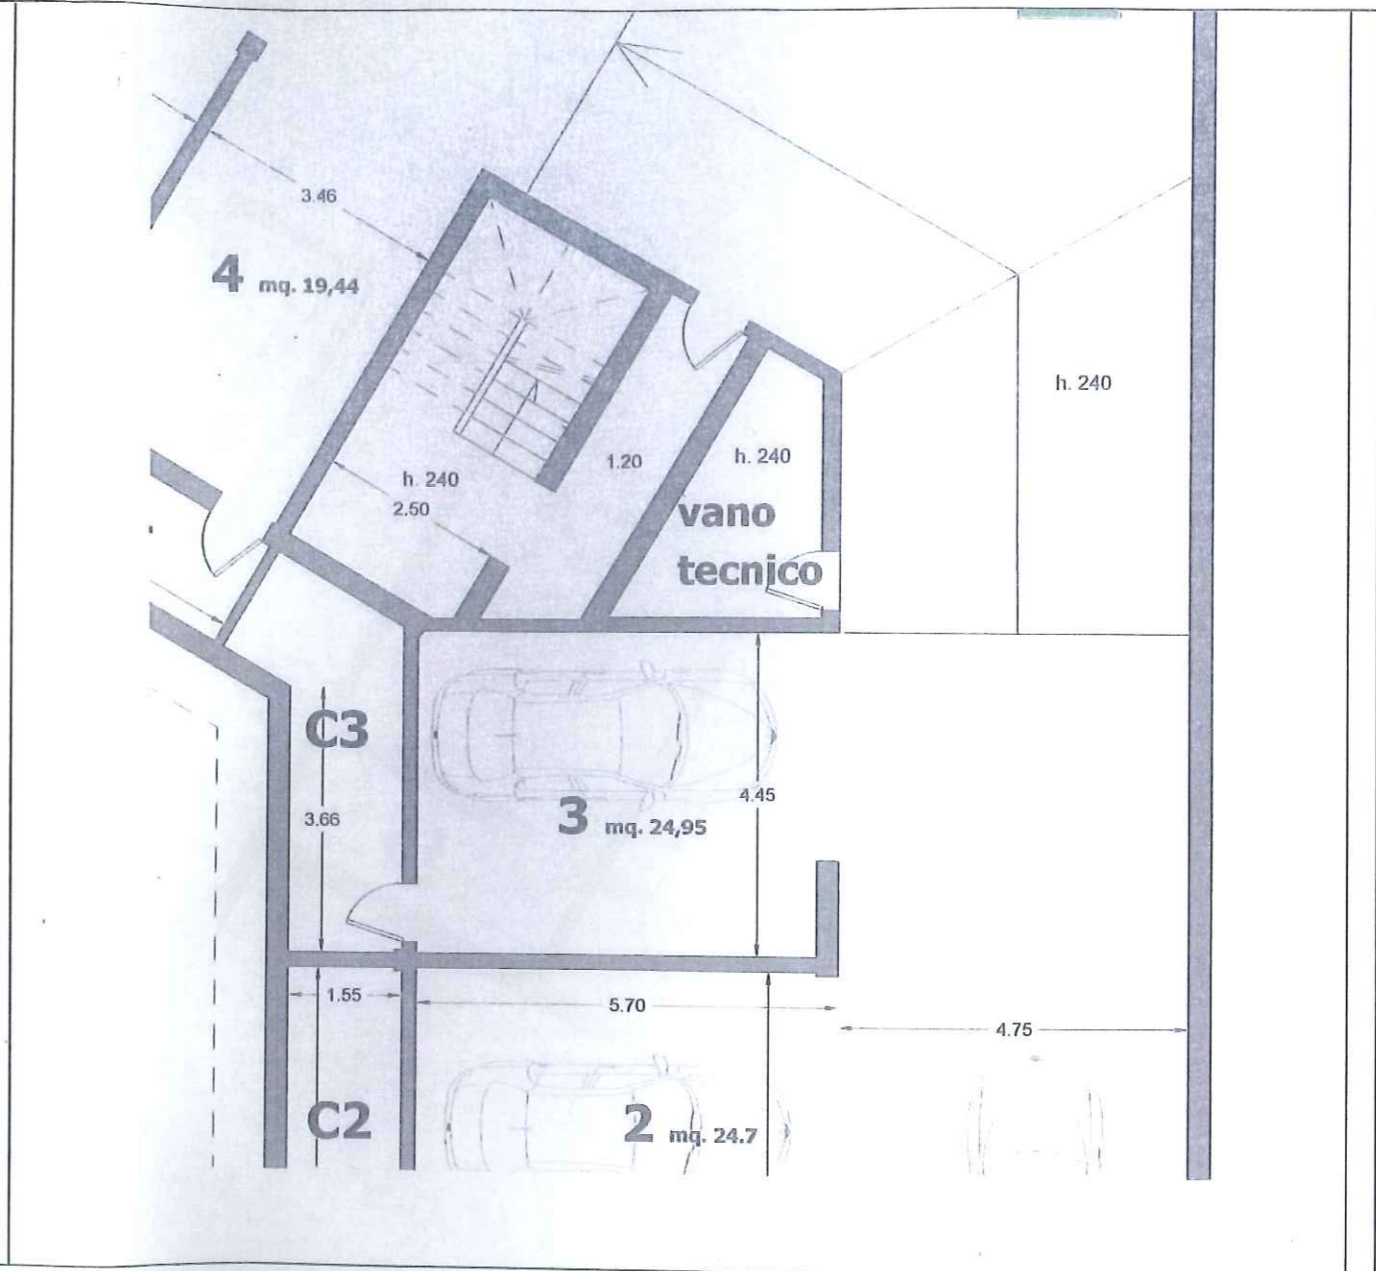 3.46
4 mq. 19,44
h. 240
1.20
h. 240
h. 240
2.50
vano
tecnico
C3
4.45
3.66
3 mq. 24,95
1.55
5.70
4.75
C2
2 mq. 24.7